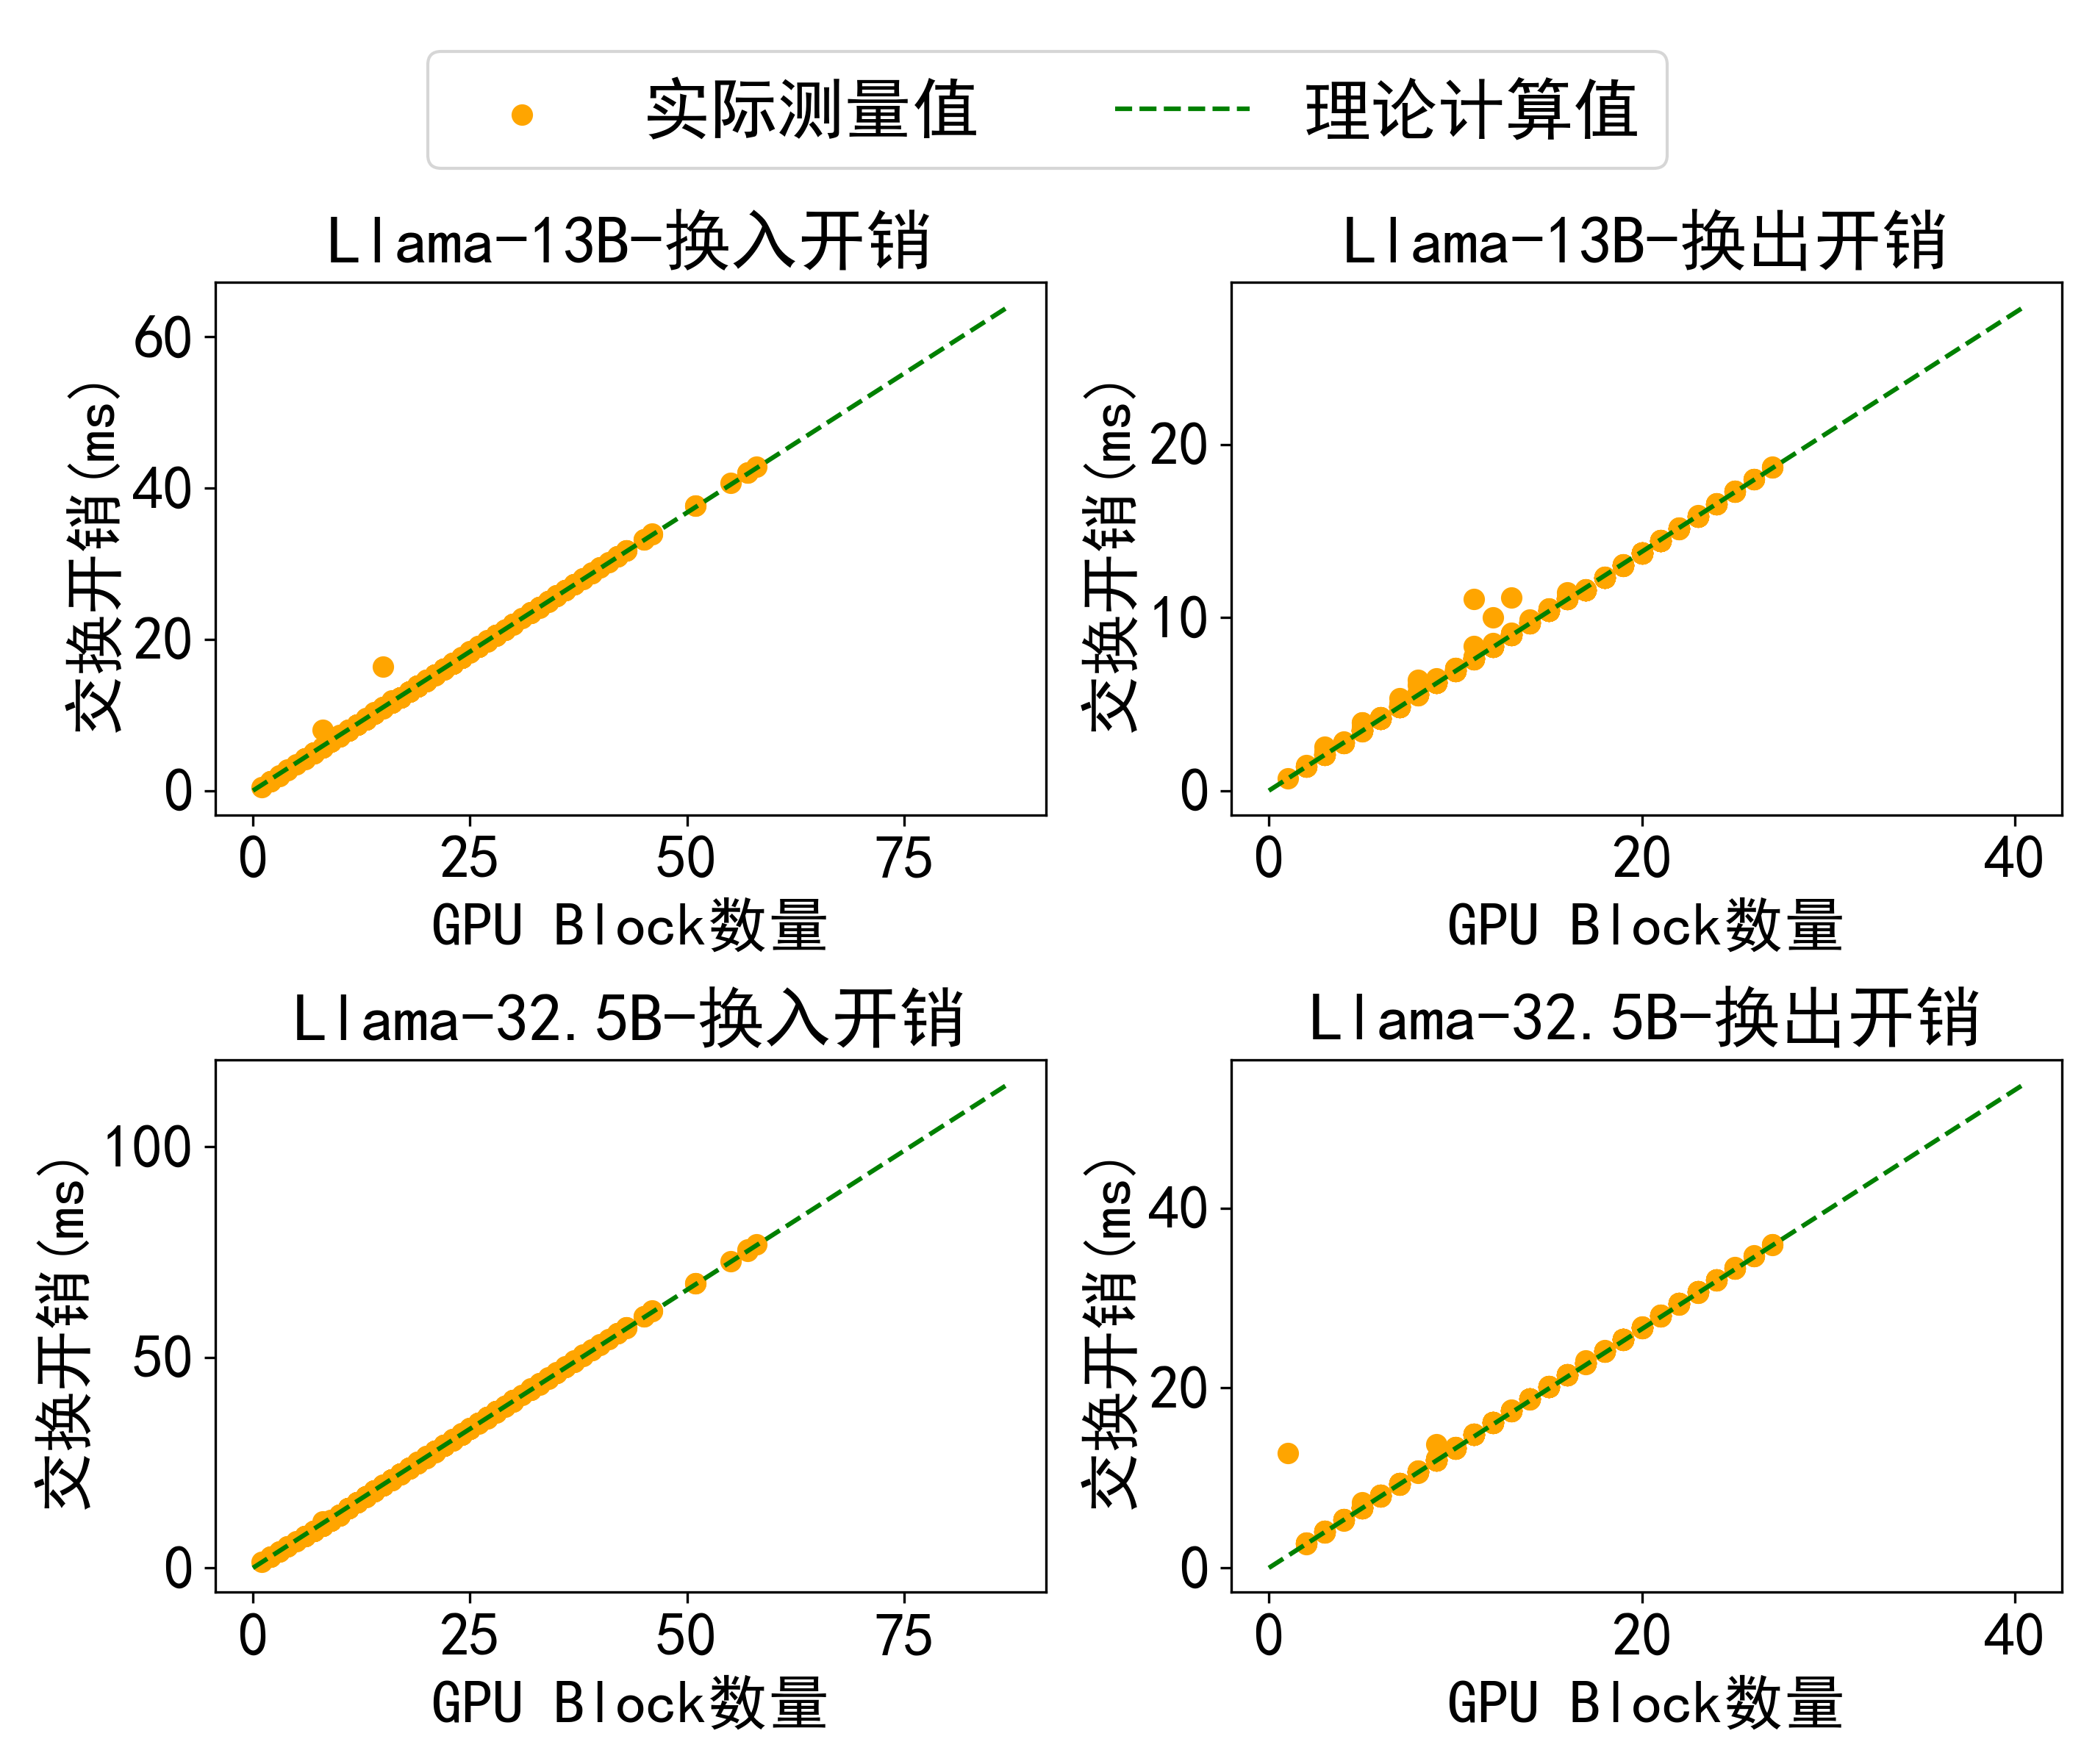 实际测量值 理论计算值
Llama-13B-换入开销
交换开销(ms)
60
40
20
0
0 25 50 75
GPU Block数量
Llama-13B-换出开销
交换开销(ms)
20
10
0
0 20 40
GPU Block数量
Llama-32.5B-换入开销
交换开销(ms)
100
50
0
0 25 50 75
GPU Block数量
Llama-32.5B-换出开销
交换开销(ms)
40
20
0
0 20 40
GPU Block数量